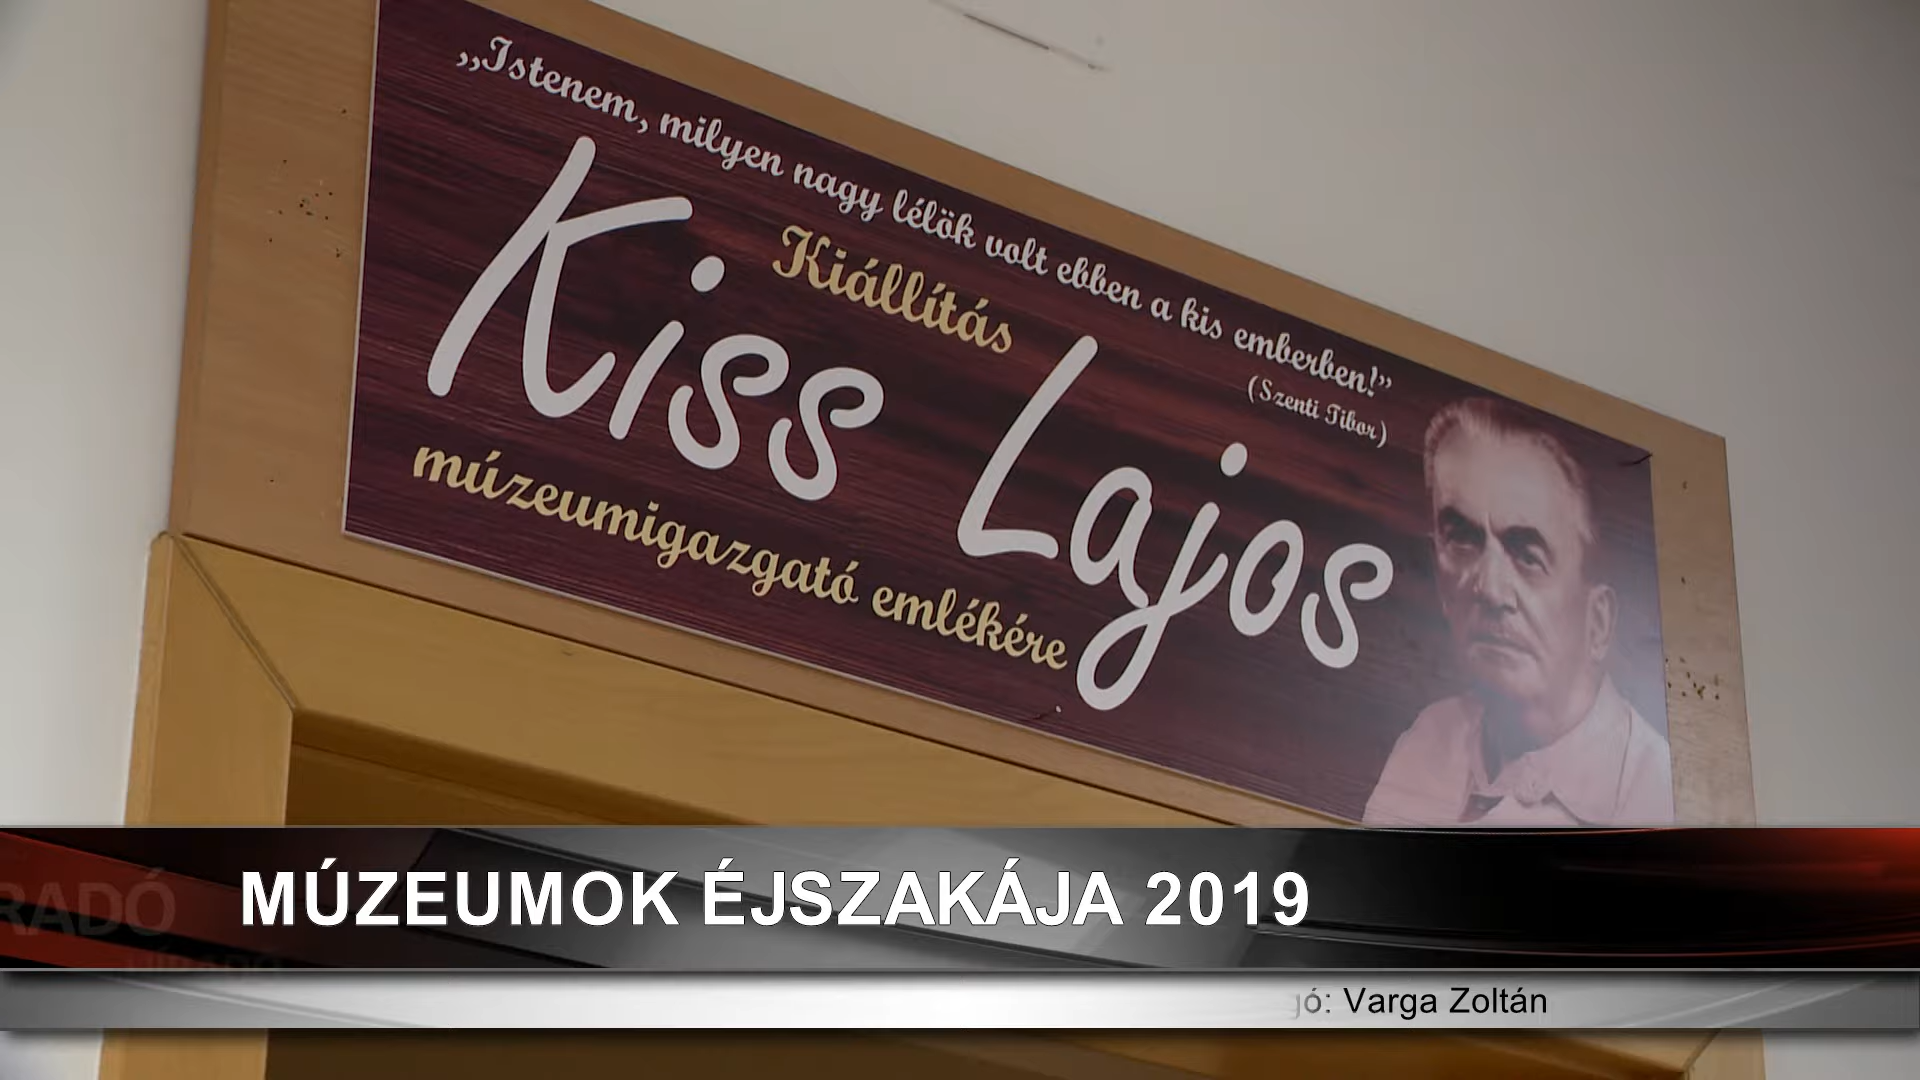 „Istenem, milyen nagy lélök volt ebben a kis emberben!”
(Szenti Tibor)
Kiállítás
Kiss Lajos
múzeumigazgató emlékére
MÚZEUMOK ÉJSZAKÁJA 2019
Varga Zoltán